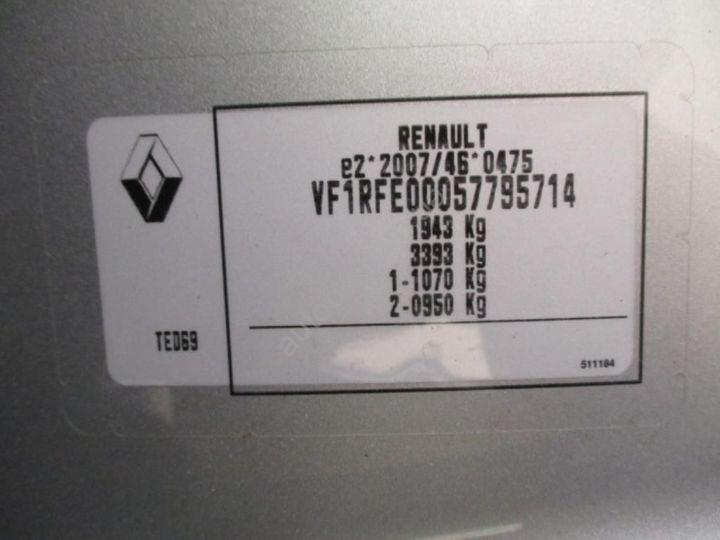 RENAULT
e2*2007/46*0475
VF1RFE00057795714
1943 Kg
3393 Kg
1-1070 Kg
2-0950 Kg
TED69
511184